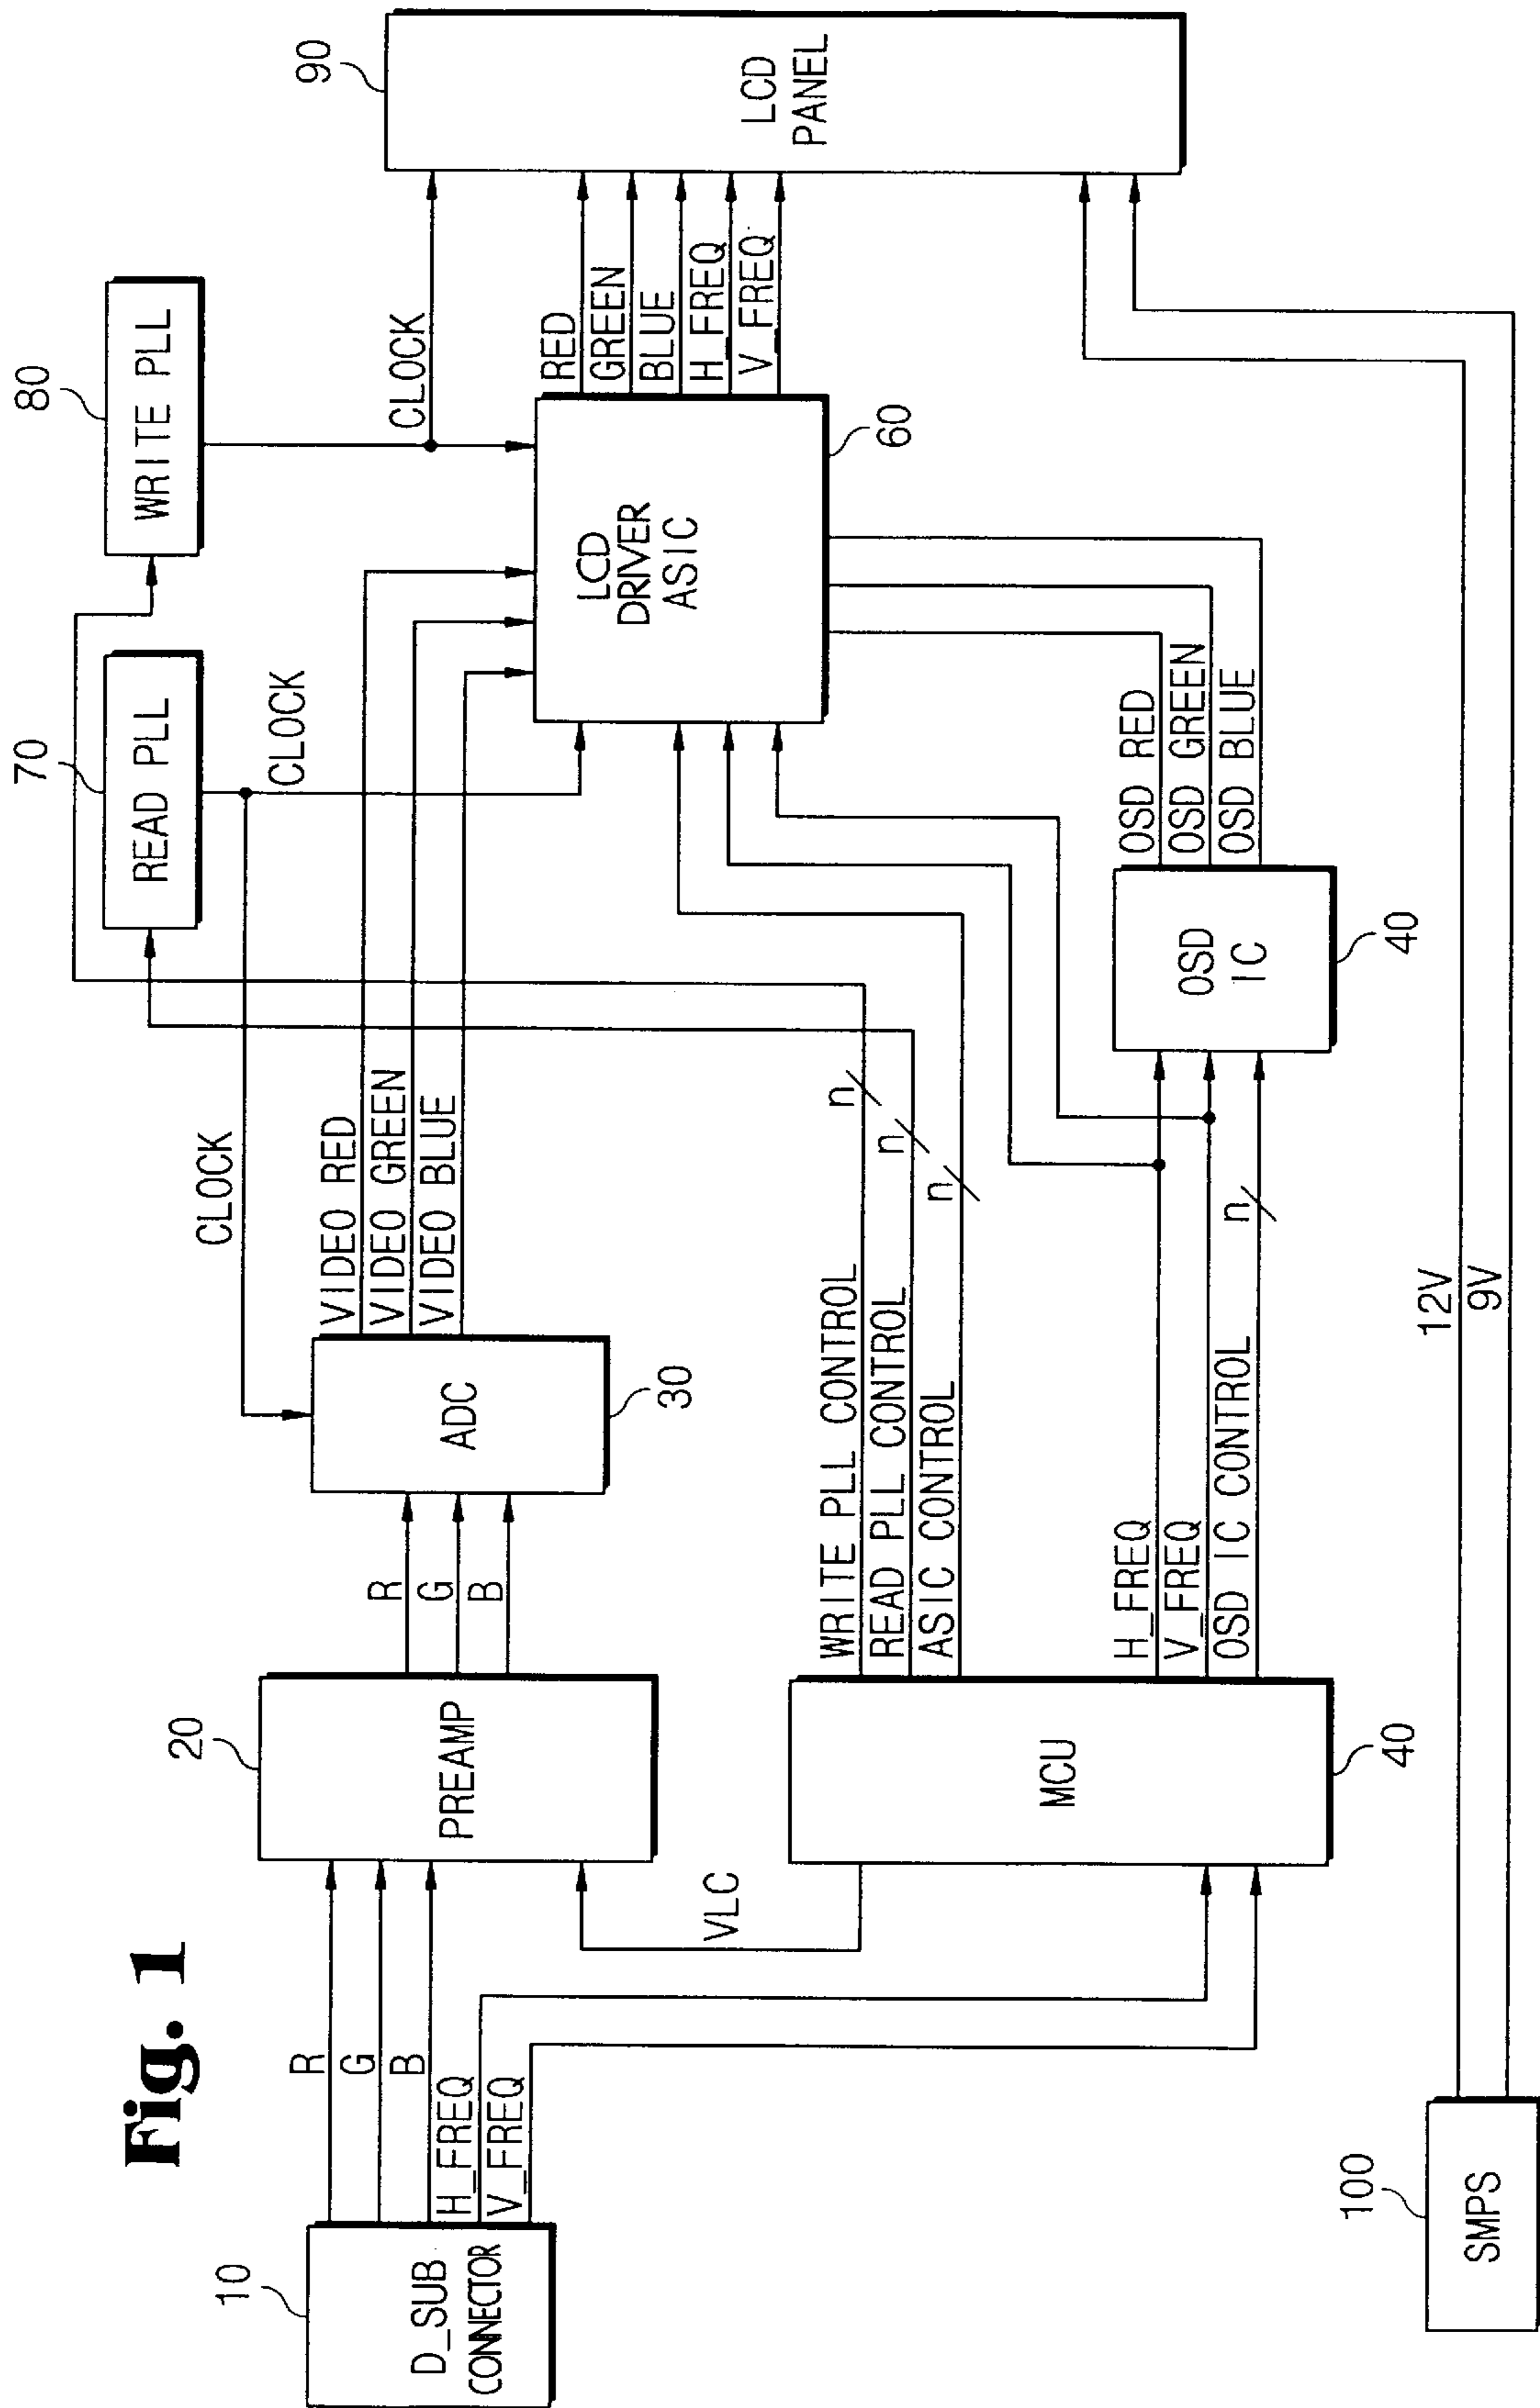 Fig. 1
10
D_SUB
CONNECTOR
R
G
B
H_FREQ
V_FREQ
20
PREAMP
VLC
R
G
B
30
ADC
CLOCK
VIDEO RED
VIDEO GREEN
VIDEO BLUE
MCU
40
WRITE PLL CONTROL
READ PLL CONTROL
ASIC CONTROL
n
n
n
H_FREQ
V_FREQ
OSD IC CONTROL
n
OSD
IC
40
OSD RED
OSD GREEN
OSD BLUE
70
READ PLL
CLOCK
80
WRITE PLL
CLOCK
LCD
DRIVER
ASIC
60
RED
GREEN
BLUE
H_FREQ
V_FREQ
90
LCD
PANEL
100
SMPS
12V
9V